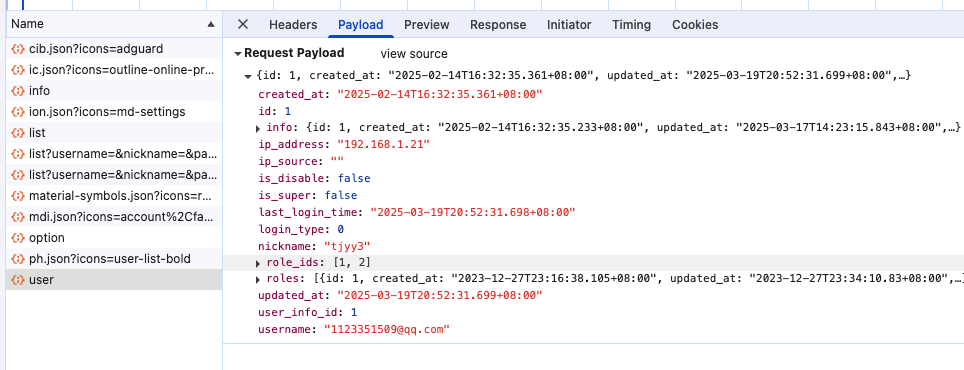 Name
cib.json?icons=adguard
ic.json?icons=outline-online-pr...
info
ion.json?icons=md-settings
list
list?username=&nickname=&pa...
list?username=&nickname=&pa...
material-symbols.json?icons=r...
mdi.json?icons=account%2Cfa...
option
ph.json?icons=user-list-bold
user
Headers Payload Preview Response Initiator Timing Cookies
Request Payload view source
{id: 1, created_at: "2025-02-14T16:32:35.361+08:00", updated_at: "2025-03-19T20:52:31.699+08:00",…}
created_at: "2025-02-14T16:32:35.361+08:00"
id: 1
info: {id: 1, created_at: "2025-02-14T16:32:35.233+08:00", updated_at: "2025-03-17T14:23:15.843+08:00",…}
ip_address: "192.168.1.21"
ip_source: ""
is_disable: false
is_super: false
last_login_time: "2025-03-19T20:52:31.698+08:00"
login_type: 0
nickname: "tjyy3"
role_ids: [1, 2]
roles: [{id: 1, created_at: "2023-12-27T23:16:38.105+08:00", updated_at: "2023-12-27T23:34:10.83+08:00",…}
updated_at: "2025-03-19T20:52:31.699+08:00"
user_info_id: 1
username: "1123351509@qq.com"